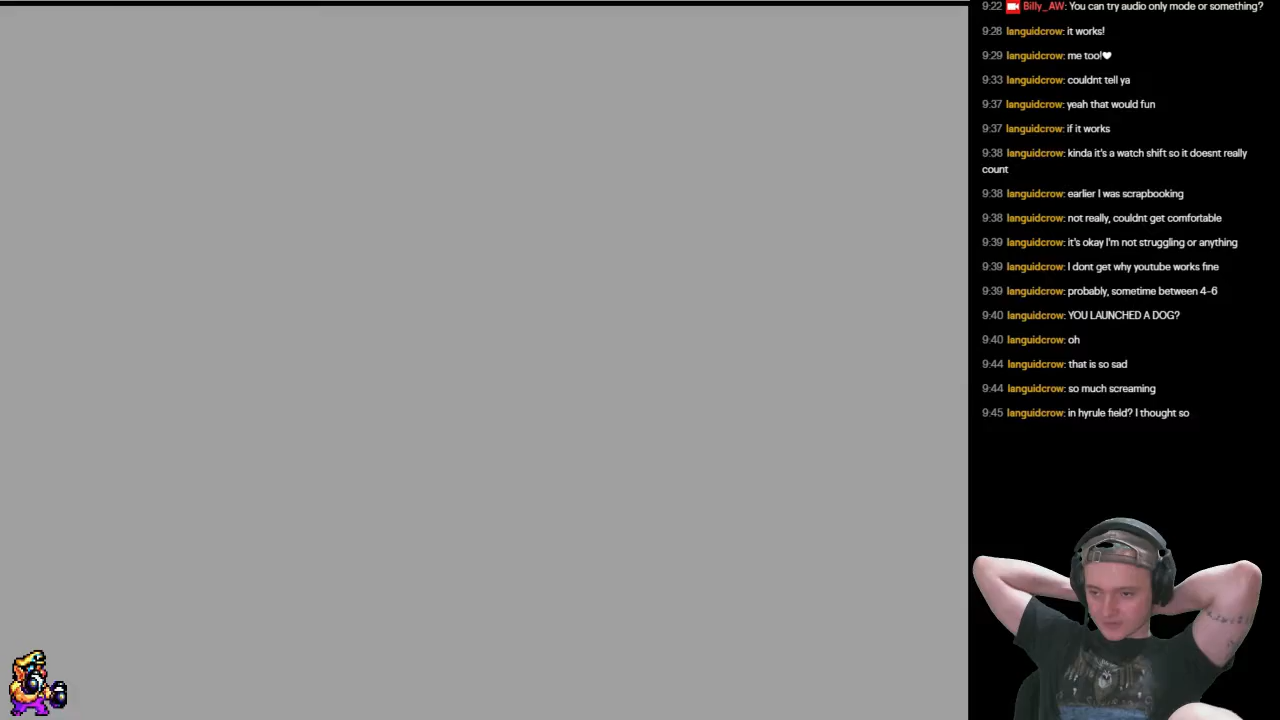 9:22 Billy_AW: You can try audio only mode or something?
9:28 languidcrow: it works!
9:29 languidcrow: me too!♥
9:33 languidcrow: couldnt tell ya
9:37 languidcrow: yeah that would fun
9:37 languidcrow: if it works
9:38 languidcrow: kinda it's a watch shift so it doesnt really
count
9:38 languidcrow: earlier I was scrapbooking
9:38 languidcrow: not really, couldnt get comfortable
9:39 languidcrow: it's okay I'm not struggling or anything
9:39 languidcrow: I dont get why youtube works fine
9:39 languidcrow: probably, sometime between 4-6
9:40 languidcrow: YOU LAUNCHED A DOG?
9:40 languidcrow: oh
9:44 languidcrow: that is so sad
9:44 languidcrow: so much screaming
9:45 languidcrow: in hyrule field? I thought so